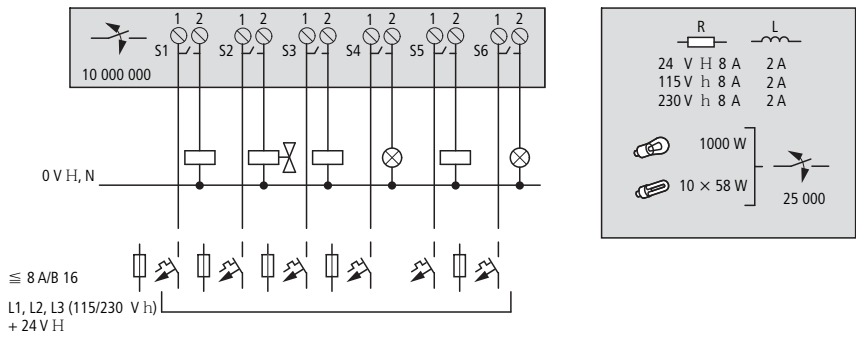 1 2 1 2 1 2 1 2 1 2 1 2
S1 S2 S3 S4 S5 S6
10 000 000
0 V H, N
≦ 8 A/B 16
L1, L2, L3 (115/230 V h)
+ 24 V H
R L
24 V H 8 A 2 A
115 V h 8 A 2 A
230 V h 8 A 2 A
1000 W
10 × 58 W
25 000